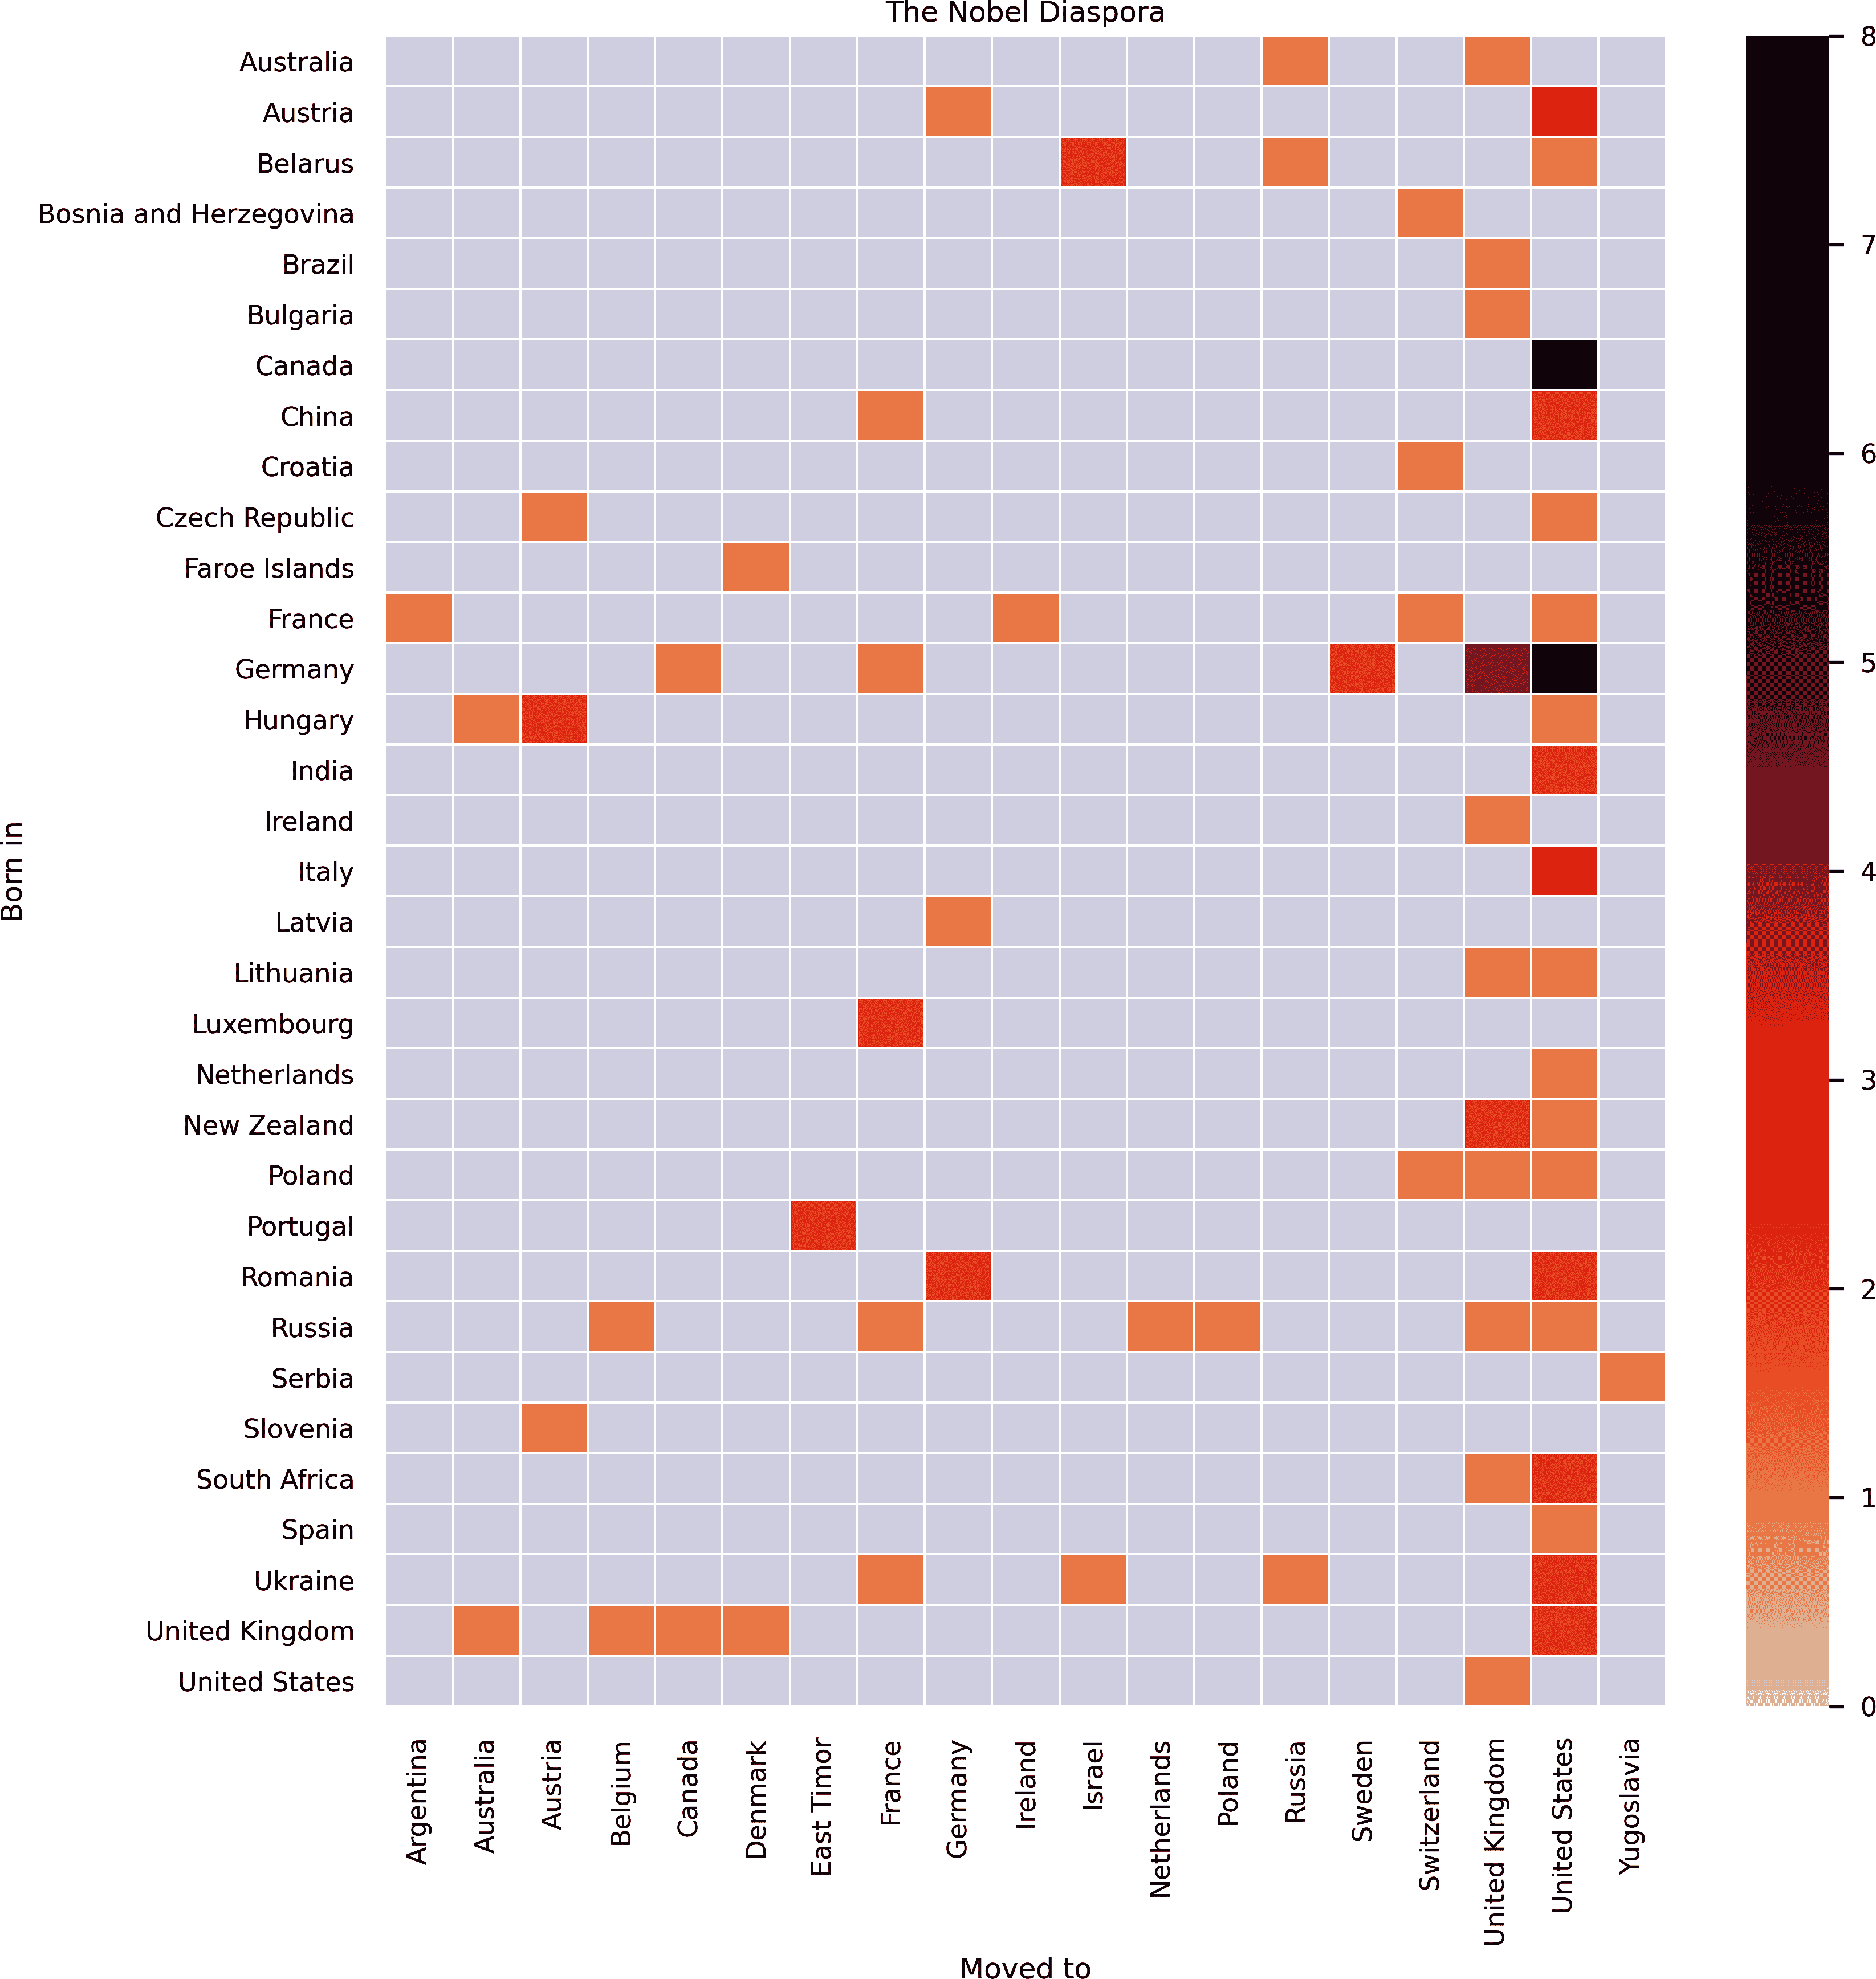 The Nobel Diaspora
Born in
Australia
Austria
Belarus
Bosnia and Herzegovina
Brazil
Bulgaria
Canada
China
Croatia
Czech Republic
Faroe Islands
France
Germany
Hungary
India
Ireland
Italy
Latvia
Lithuania
Luxembourg
Netherlands
New Zealand
Poland
Portugal
Romania
Russia
Serbia
Slovenia
South Africa
Spain
Ukraine
United Kingdom
United States
Argentina
Australia
Austria
Belgium
Canada
Denmark
East Timor
France
Germany
Ireland
Israel
Netherlands
Poland
Russia
Sweden
Switzerland
United Kingdom
United States
Yugoslavia
Moved to
8
7
6
5
4
3
2
1
0